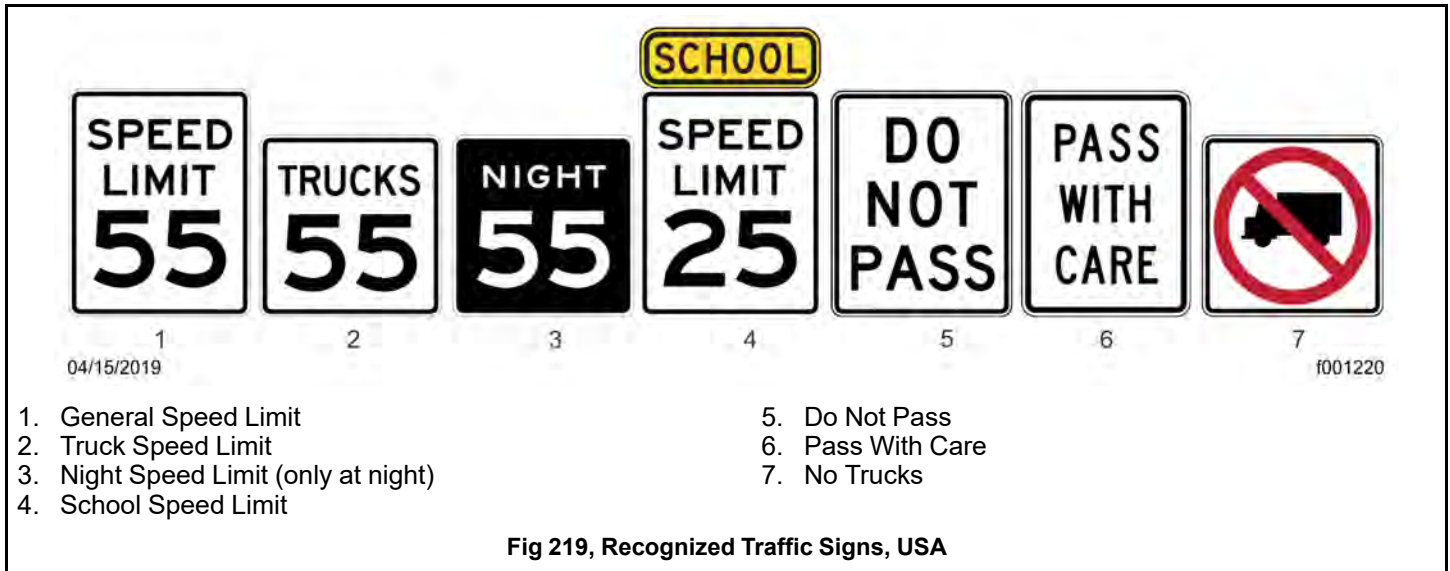 SCHOOL
SPEED
LIMIT
55
TRUCKS
55
NIGHT
55
SPEED
LIMIT
25
DO
NOT
PASS
PASS
WITH
CARE
1
2
3
4
5
6
7
04/15/2019
f001220
1. General Speed Limit
2. Truck Speed Limit
3. Night Speed Limit (only at night)
4. School Speed Limit
5. Do Not Pass
6. Pass With Care
7. No Trucks
Fig 219, Recognized Traffic Signs, USA